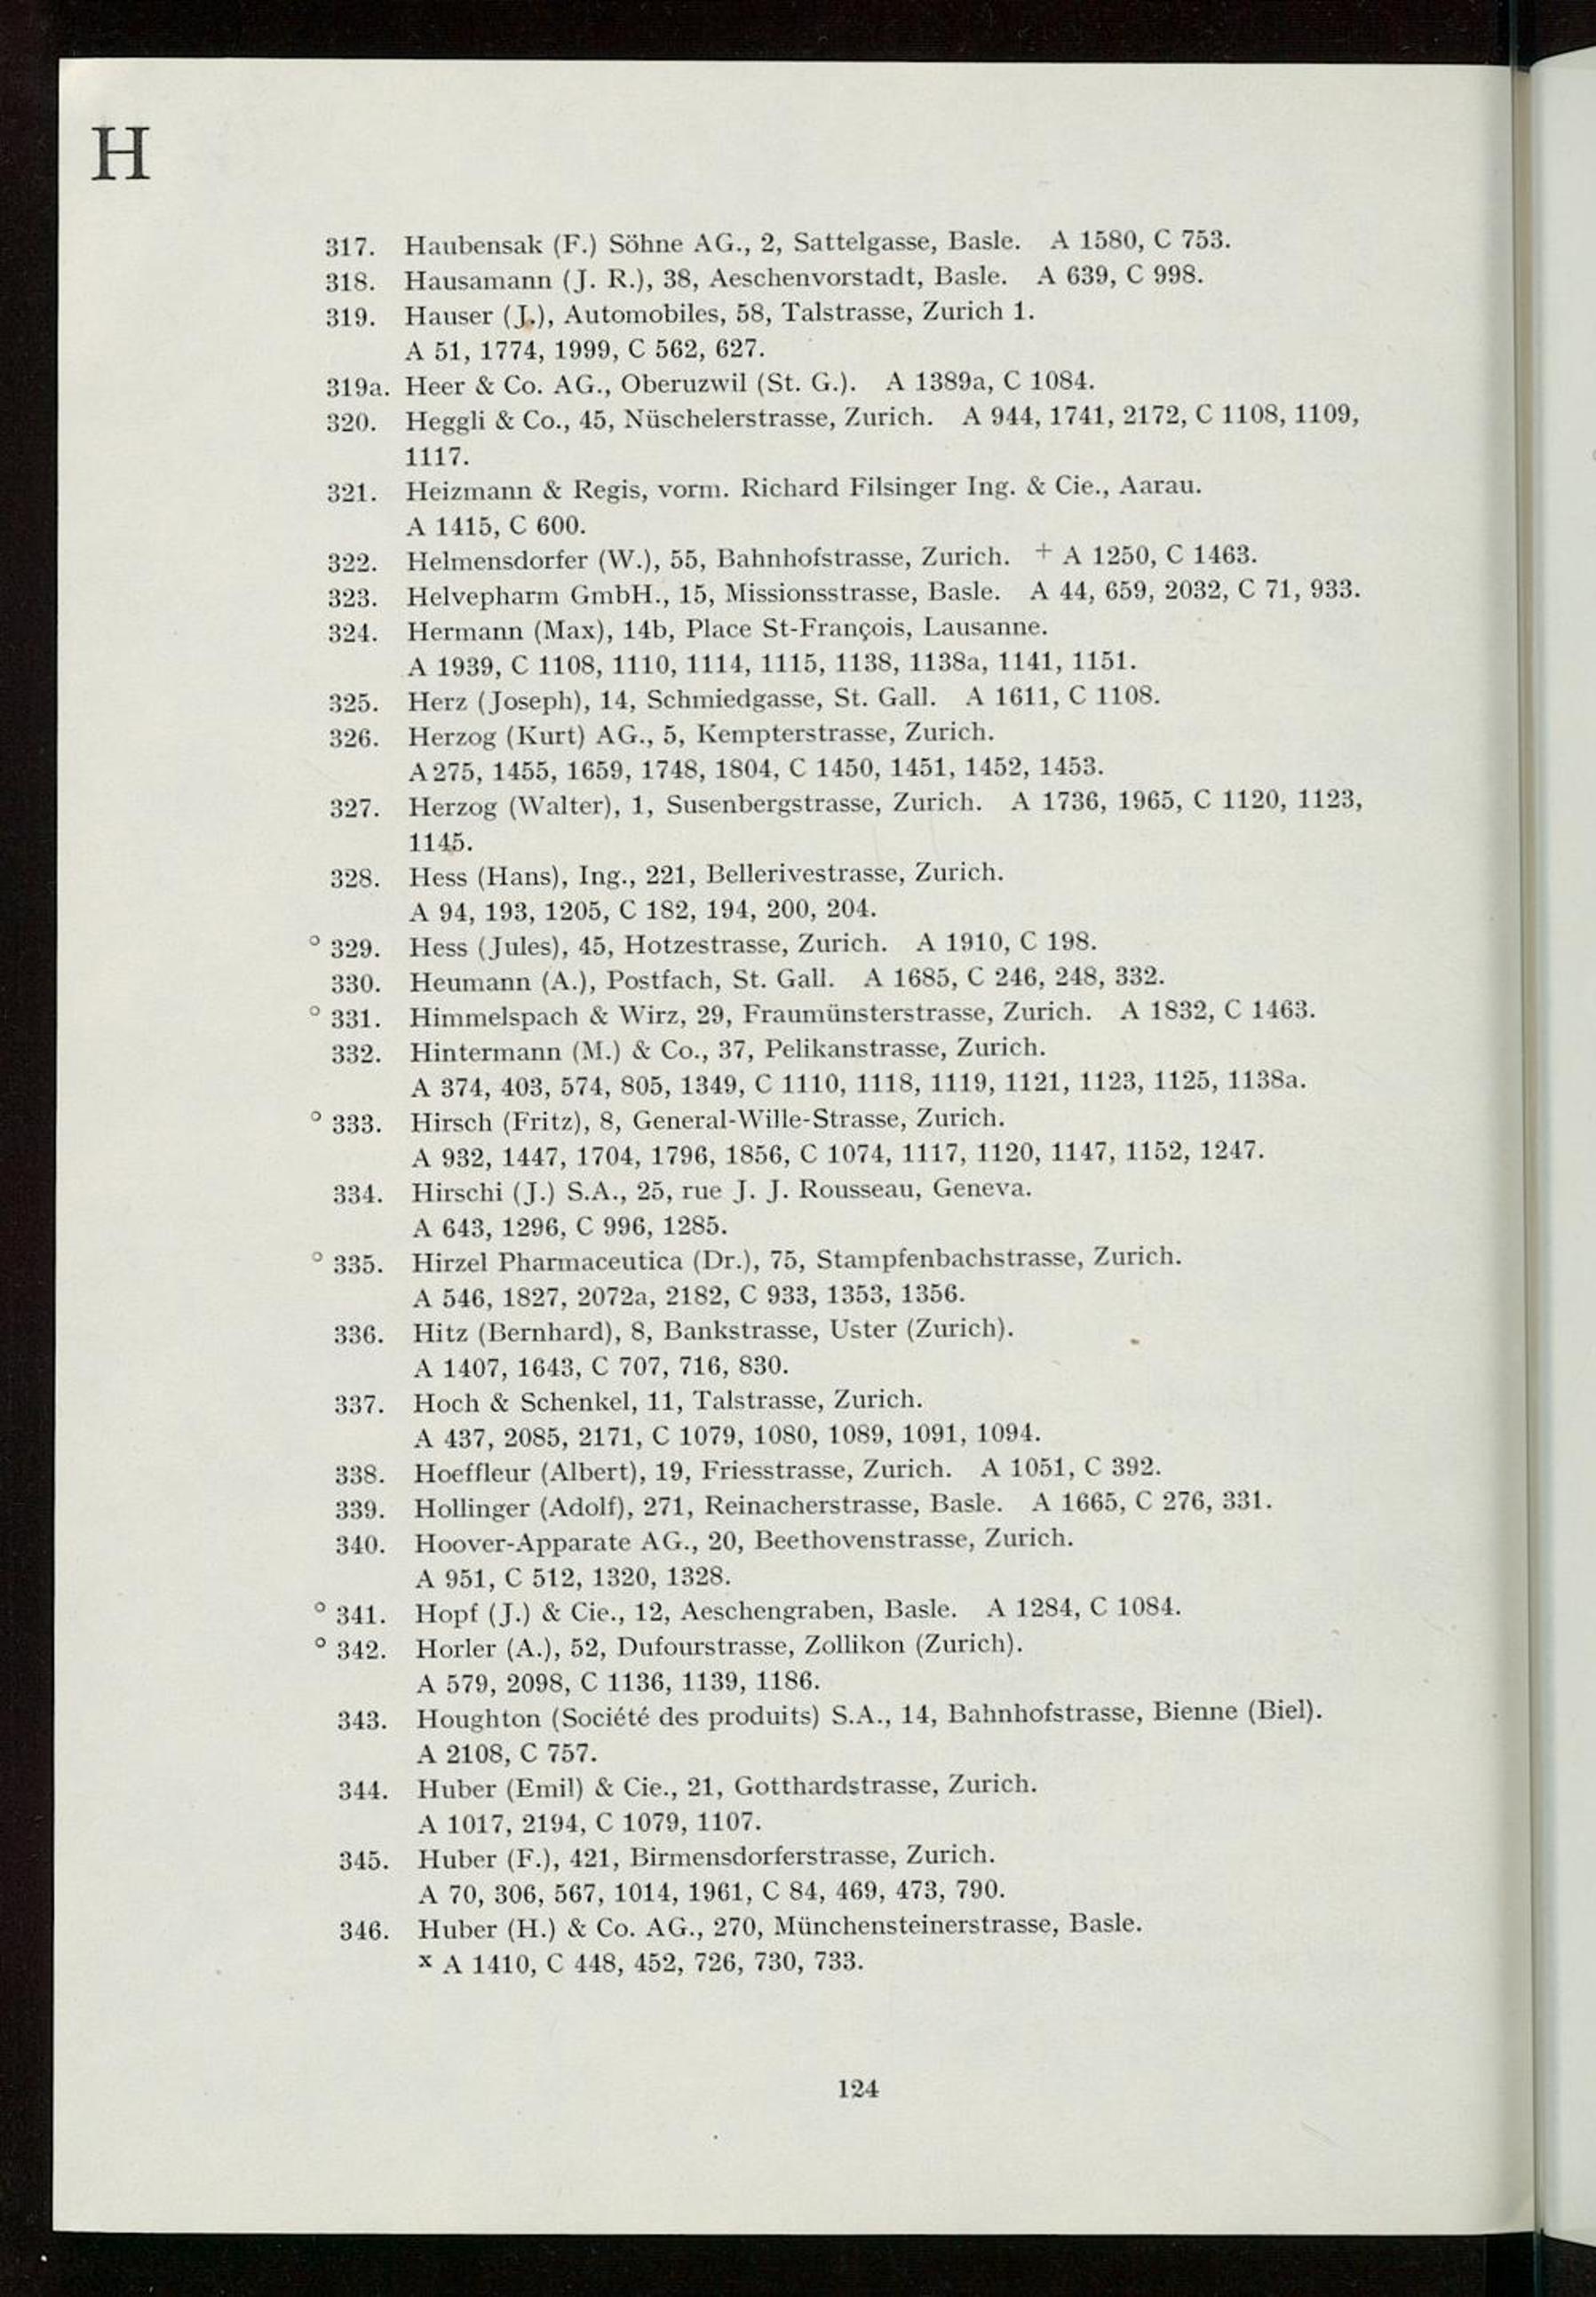 H
317. Haubensak (F.) Söhne AG., 2, Sattelgasse, Basle. A 1580, C 753.
318. Hausamann (J. R.), 38, Aeschenvorstadt, Basle. A 639, C 998.
319. Hauser (J.), Automobiles, 58, Talstrasse, Zurich 1.
A 51, 1774, 1999, C 562, 627.
319a. Heer & Co. AG., Oberuzwil (St. G.). A 1389a, C 1084.
320. Heggli & Co., 45, Nüschelerstrasse, Zurich. A 944, 1741, 2172, C 1108, 1109,
1117.
321. Heizmann & Regis, vorm. Richard Filsinger Ing. & Cie., Aarau.
A 1415, C 600.
322. Helmensdorfer (W.), 55, Bahnhofstrasse, Zurich. + A 1250, C 1463.
323. Helvepharm GmbH., 15, Missionsstrasse, Basle. A 44, 659, 2032, C 71, 933.
324. Hermann (Max), 14b, Place St-François, Lausanne.
A 1939, C 1108, 1110, 1114, 1115, 1138, 1138a, 1141, 1151.
325. Herz (Joseph), 14, Schmiedgasse, St. Gall. A 1611, C 1108.
326. Herzog (Kurt) AG., 5, Kempterstrasse, Zurich.
A 275, 1455, 1659, 1748, 1804, C 1450, 1451, 1452, 1453.
327. Herzog (Walter), 1, Susenbergstrasse, Zurich. A 1736, 1965, C 1120, 1123,
1145.
328. Hess (Hans), Ing., 221, Bellerivestrasse, Zurich.
A 94, 193, 1205, C 182, 194, 200, 204.
° 329. Hess (Jules), 45, Hotzestrasse, Zurich. A 1910, C 198.
330. Heumann (A.), Postfach, St. Gall. A 1685, C 246, 248, 332.
° 331. Himmelspach & Wirz, 29, Fraumünsterstrasse, Zurich. A 1832, C 1463.
332. Hintermann (M.) & Co., 37, Pelikanstrasse, Zurich.
A 374, 403, 574, 805, 1349, C 1110, 1118, 1119, 1121, 1123, 1125, 1138a.
° 333. Hirsch (Fritz), 8, General-Wille-Strasse, Zurich.
A 932, 1447, 1704, 1796, 1856, C 1074, 1117, 1120, 1147, 1152, 1247.
334. Hirschi (J.) S.A., 25, rue J. J. Rousseau, Geneva.
A 643, 1296, C 996, 1285.
° 335. Hirzel Pharmaceutica (Dr.), 75, Stampfenbachstrasse, Zurich.
A 546, 1827, 2072a, 2182, C 933, 1353, 1356.
336. Hitz (Bernhard), 8, Bankstrasse, Uster (Zurich).
A 1407, 1643, C 707, 716, 830.
337. Hoch & Schenkel, 11, Talstrasse, Zurich.
A 437, 2085, 2171, C 1079, 1080, 1089, 1091, 1094.
338. Hoeffleur (Albert), 19, Friesstrasse, Zurich. A 1051, C 392.
339. Hollinger (Adolf), 271, Reinacherstrasse, Basle. A 1665, C 276, 331.
340. Hoover-Apparate AG., 20, Beethovenstrasse, Zurich.
A 951, C 512, 1320, 1328.
° 341. Hopf (J.) & Cie., 12, Aeschengraben, Basle. A 1284, C 1084.
° 342. Horler (A.), 52, Dufourstrasse, Zollikon (Zurich).
A 579, 2098, C 1136, 1139, 1186.
343. Houghton (Société des produits) S.A., 14, Bahnhofstrasse, Bienne (Biel).
A 2108, C 757.
344. Huber (Emil) & Cie., 21, Gotthardstrasse, Zurich.
A 1017, 2194, C 1079, 1107.
345. Huber (F.), 421, Birmensdorferstrasse, Zurich.
A 70, 306, 567, 1014, 1961, C 84, 469, 473, 790.
346. Huber (H.) & Co. AG., 270, Münchensteinerstrasse, Basle.
x A 1410, C 448, 452, 726, 730, 733.
124